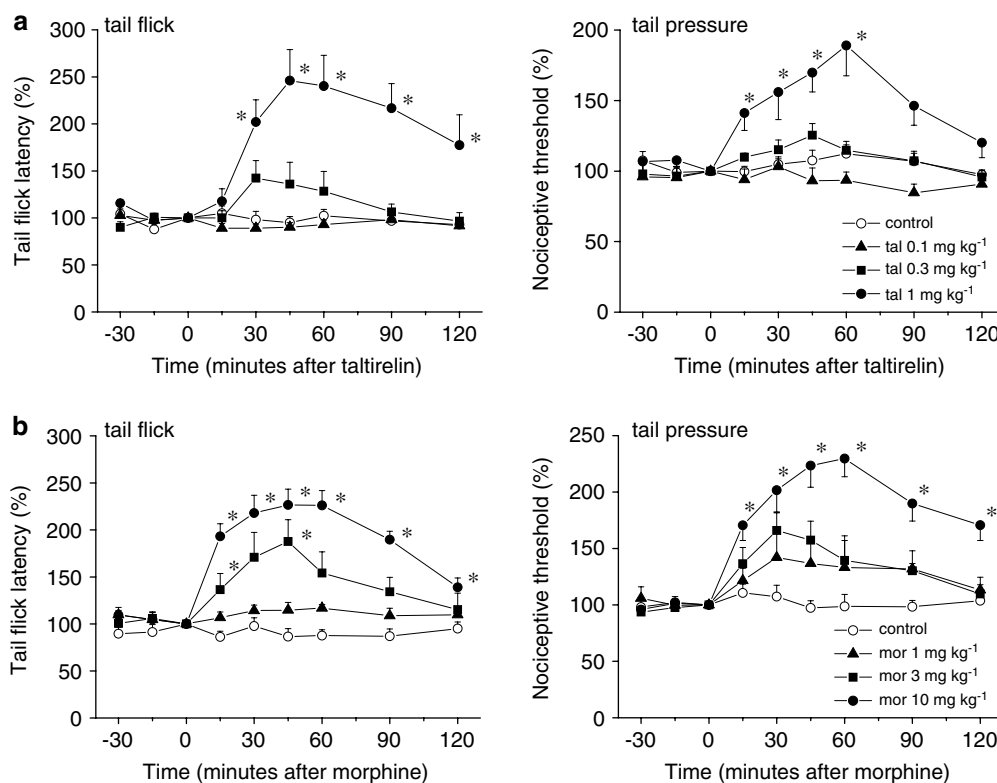 a
tail flick
Tail flick latency (%)
300
250
200
150
100
50
0
* * * * *
-30 0 30 60 90 120
Time (minutes after taltirelin)
tail pressure
Nociceptive threshold (%)
200
150
100
50
0
* * * *
control
tal 0.1 mg kg⁻¹
tal 0.3 mg kg⁻¹
tal 1 mg kg⁻¹
-30 0 30 60 90 120
Time (minutes after taltirelin)
b
tail flick
Tail flick latency (%)
300
250
200
150
100
50
0
* * * * * *
* *
-30 0 30 60 90 120
Time (minutes after morphine)
tail pressure
Nociceptive threshold (%)
250
200
150
100
50
0
* * * * * *
control
mor 1 mg kg⁻¹
mor 3 mg kg⁻¹
mor 10 mg kg⁻¹
-30 0 30 60 90 120
Time (minutes after morphine)